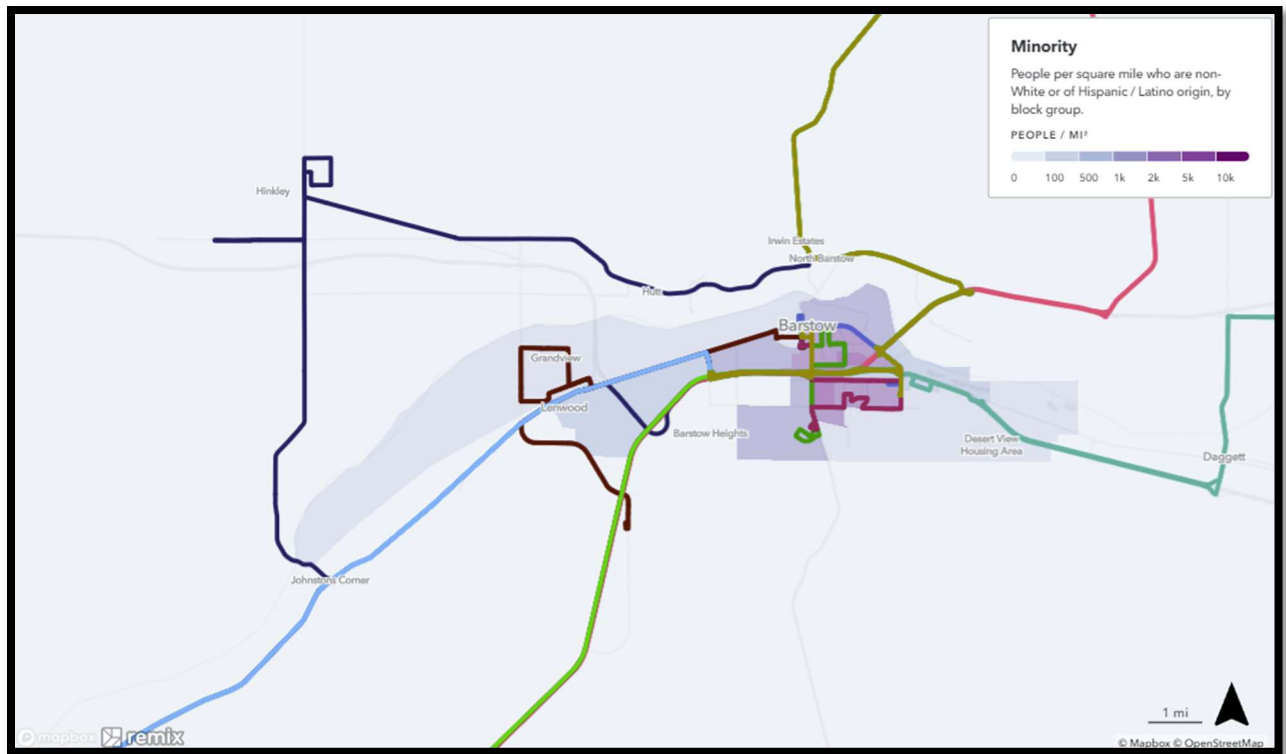 Minority
People per square mile who are non-
White or of Hispanic / Latino origin, by
block group.
PEOPLE / MI²
0 100 500 1k 2k 5k 10k
Hinkley
Irwin Estates
North Barstow
Hutt
Barstow
Grandview
Lenwood
Barstow Heights
Desert View
Housing Area
Daggett
Johnstons Corner
1 mi
mapbox remix
© Mapbox © OpenStreetMap